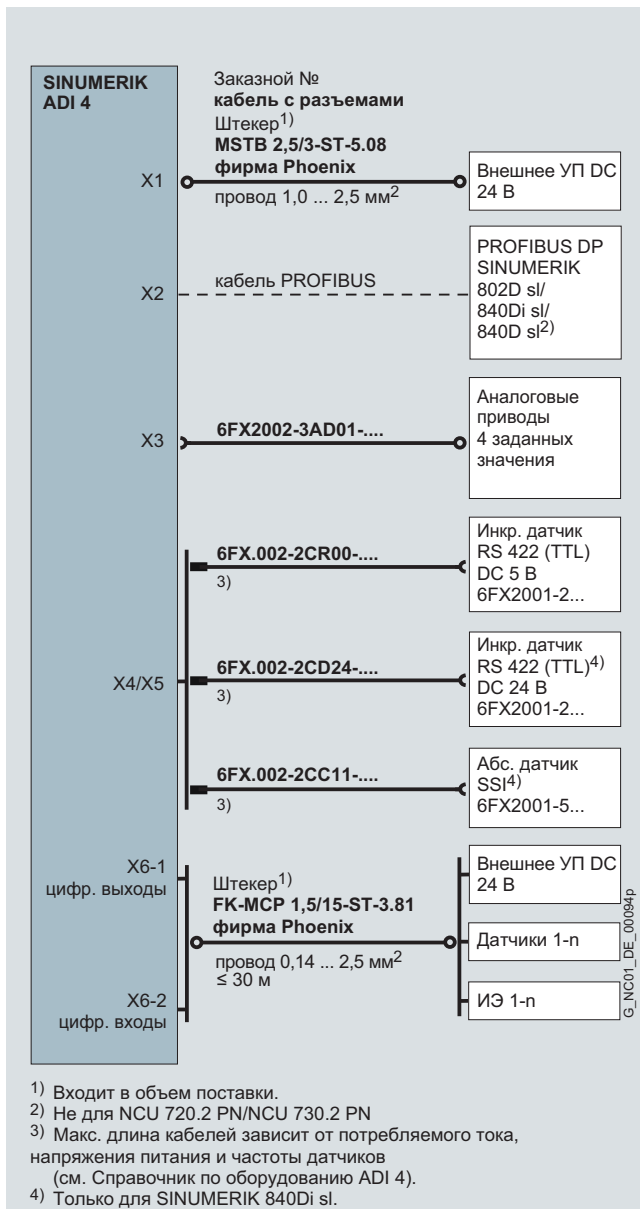 SINUMERIK
ADI 4
Заказной №
кабель с разъемами
Штекер1)
MSTB 2,5/3-ST-5.08
фирма Phoenix
X1
провод 1,0 ... 2,5 мм2
Внешнее УП DC
24 В
X2
кабель PROFIBUS
PROFIBUS DP
SINUMERIK
802D sl/
840Di sl/
840D sl2)
X3
6FX2002-3AD01-....
Аналоговые
приводы
4 заданных
значения
X4/X5
6FX.002-2CR00-....
3)
Инкр. датчик
RS 422 (TTL)
DC 5 В
6FX2001-2...
6FX.002-2CD24-....
3)
Инкр. датчик
RS 422 (TTL)4)
DC 24 В
6FX2001-2...
6FX.002-2CC11-....
3)
Абс. датчик
SSI4)
6FX2001-5...
X6-1
цифр. выходы
X6-2
цифр. входы
Штекер1)
FK-MCP 1,5/15-ST-3.81
фирма Phoenix
провод 0,14 ... 2,5 мм2
≤ 30 м
Внешнее УП DC
24 В
Датчики 1-n
ИЭ 1-n
G_NC01_DE_00094p
1) Входит в объем поставки.
2) Не для NCU 720.2 PN/NCU 730.2 PN
3) Макс. длина кабелей зависит от потребляемого тока,
напряжения питания и частоты датчиков
(см. Справочник по оборудованию ADI 4).
4) Только для SINUMERIK 840Di sl.